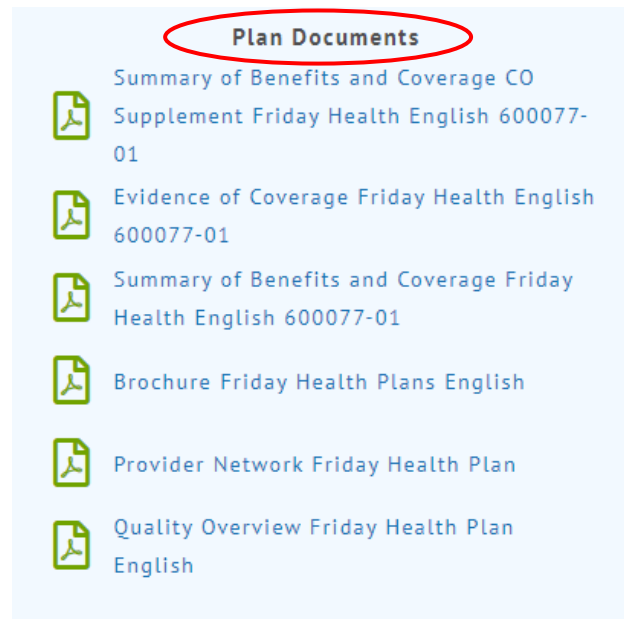 Plan Documents
Summary of Benefits and Coverage CO
Supplement Friday Health English 600077-
01
Evidence of Coverage Friday Health English
600077-01
Summary of Benefits and Coverage Friday
Health English 600077-01
Brochure Friday Health Plans English
Provider Network Friday Health Plan
Quality Overview Friday Health Plan
English